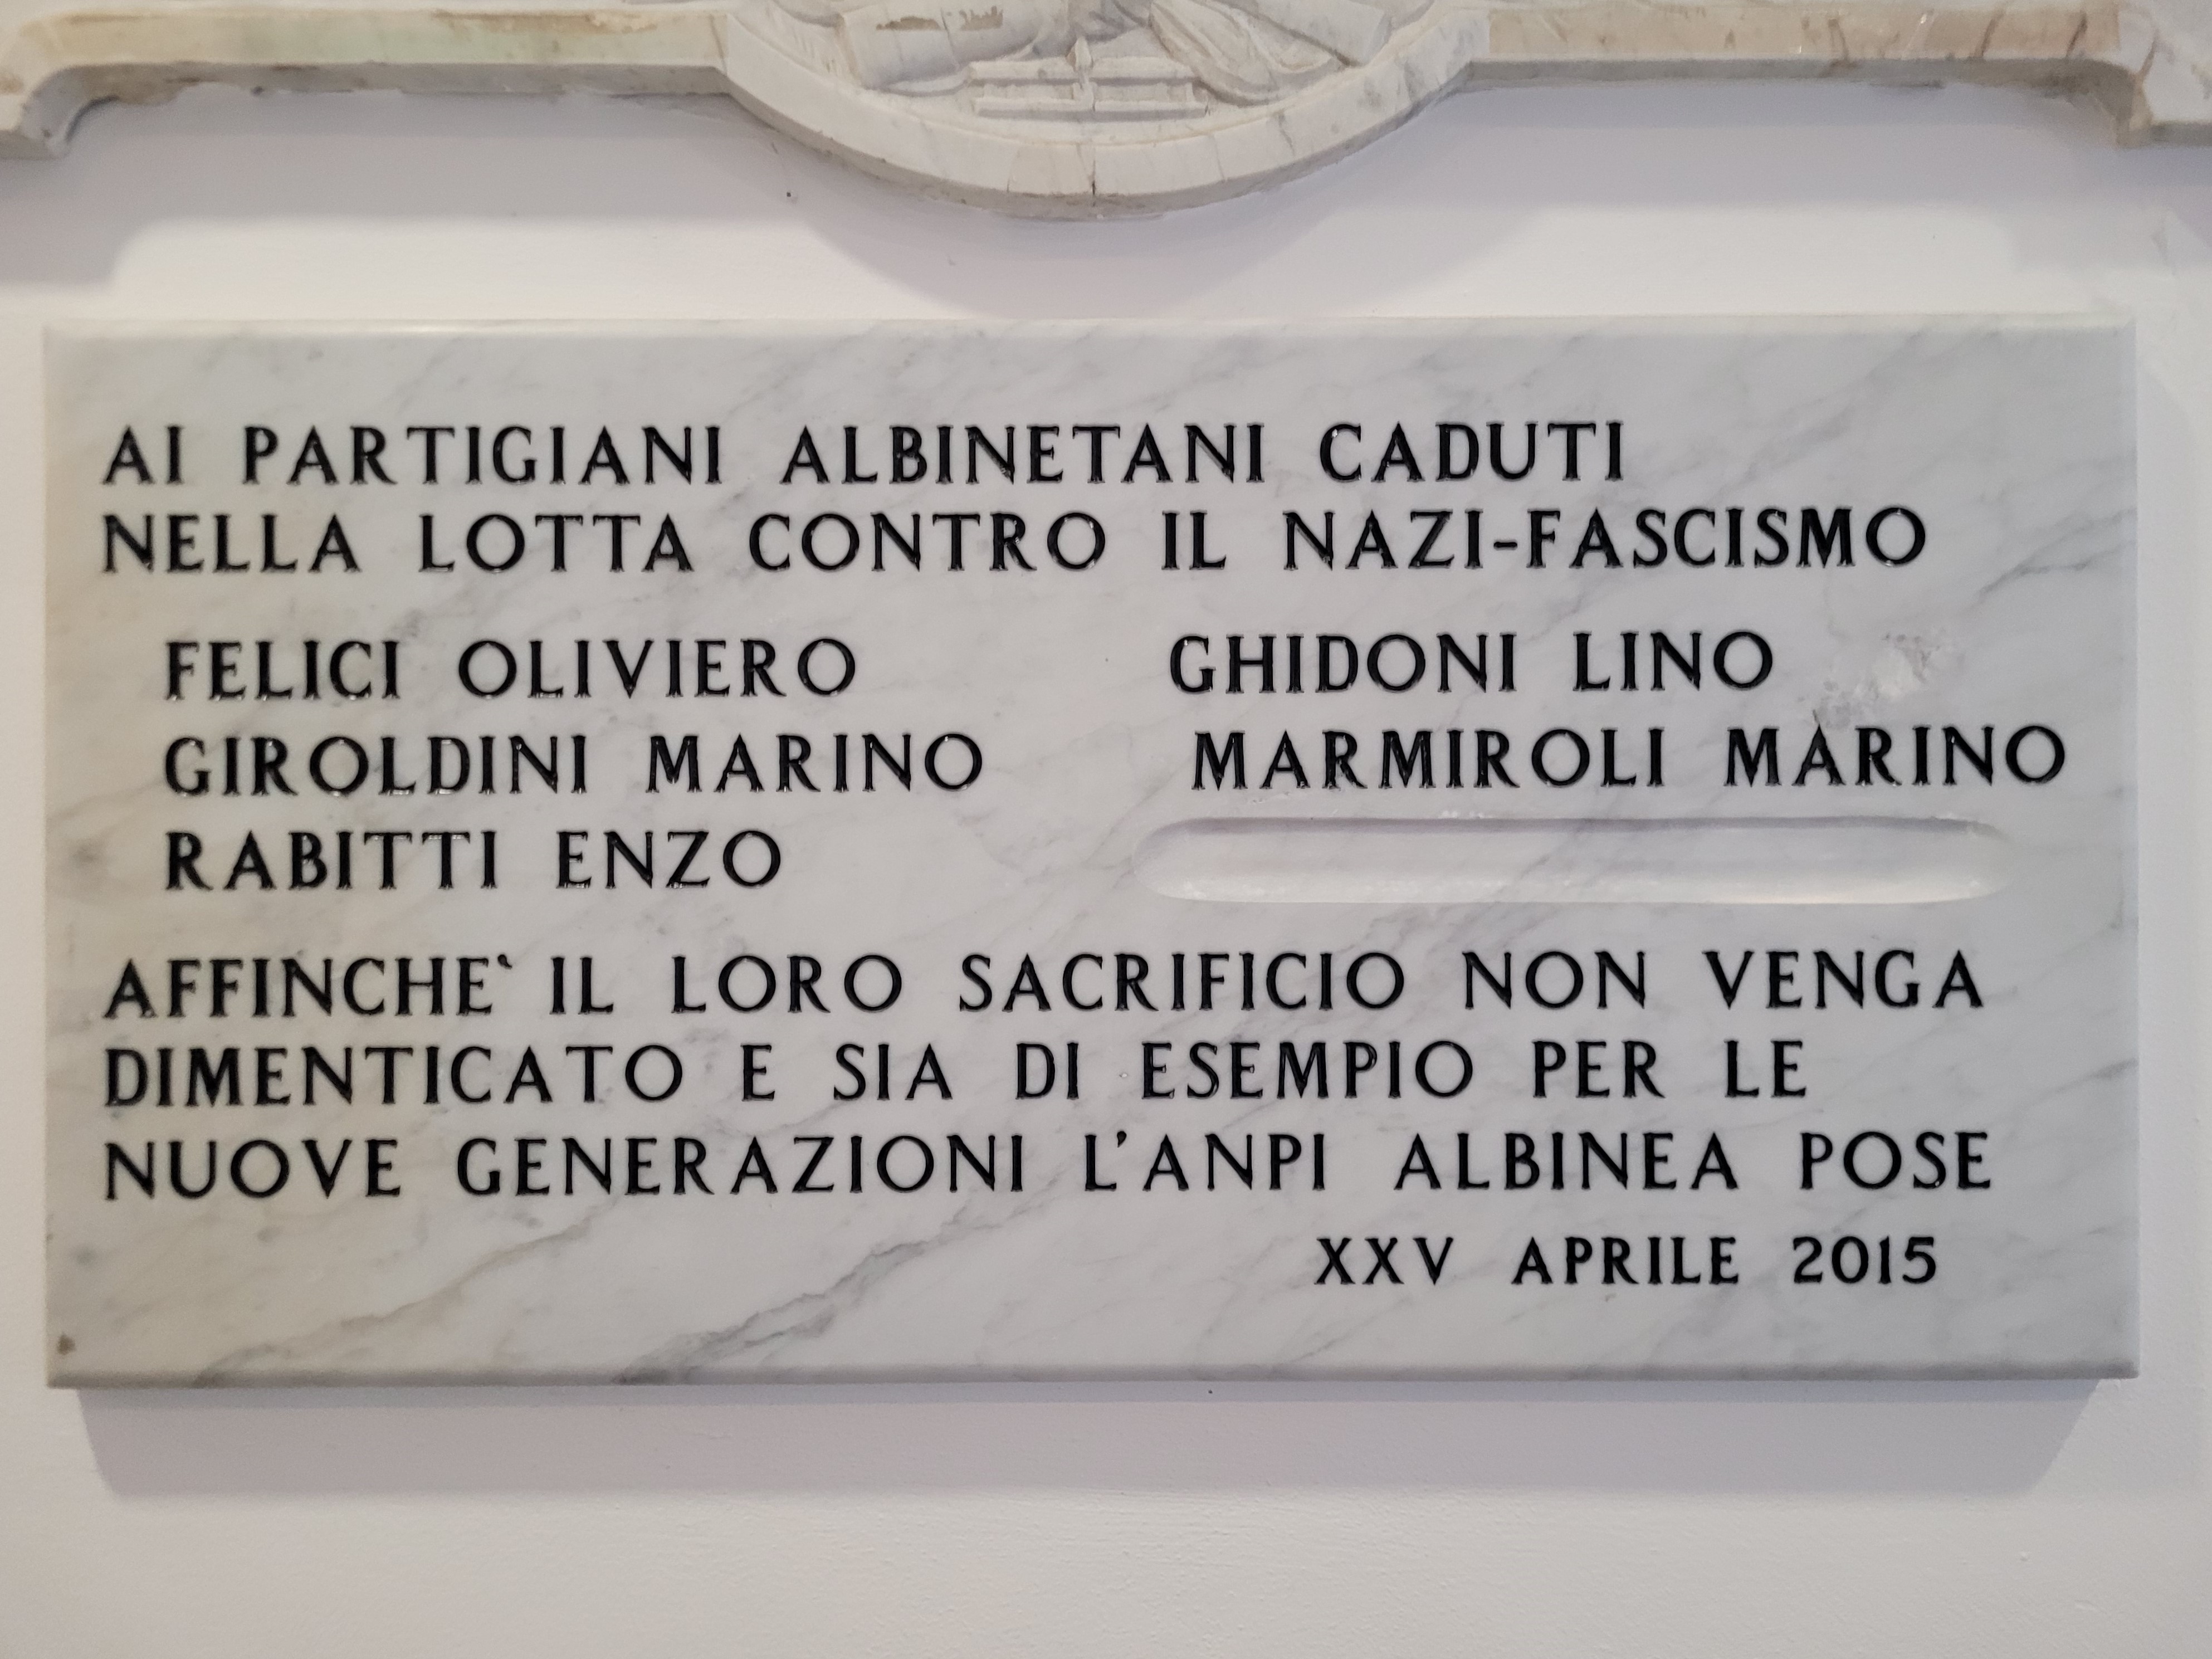 AI PARTIGIANI ALBINETANI CADUTI
NELLA LOTTA CONTRO IL NAZI-FASCISMO
FELICI OLIVIERO GHIDONI LINO
GIROLDINI MARINO MARMIROLI MARINO
RABITTI ENZO
AFFINCHE` IL LORO SACRIFICIO NON VENGA
DIMENTICATO E SIA DI ESEMPIO PER LE
NUOVE GENERAZIONI L'ANPI ALBINEA POSE
XXV APRILE 2015